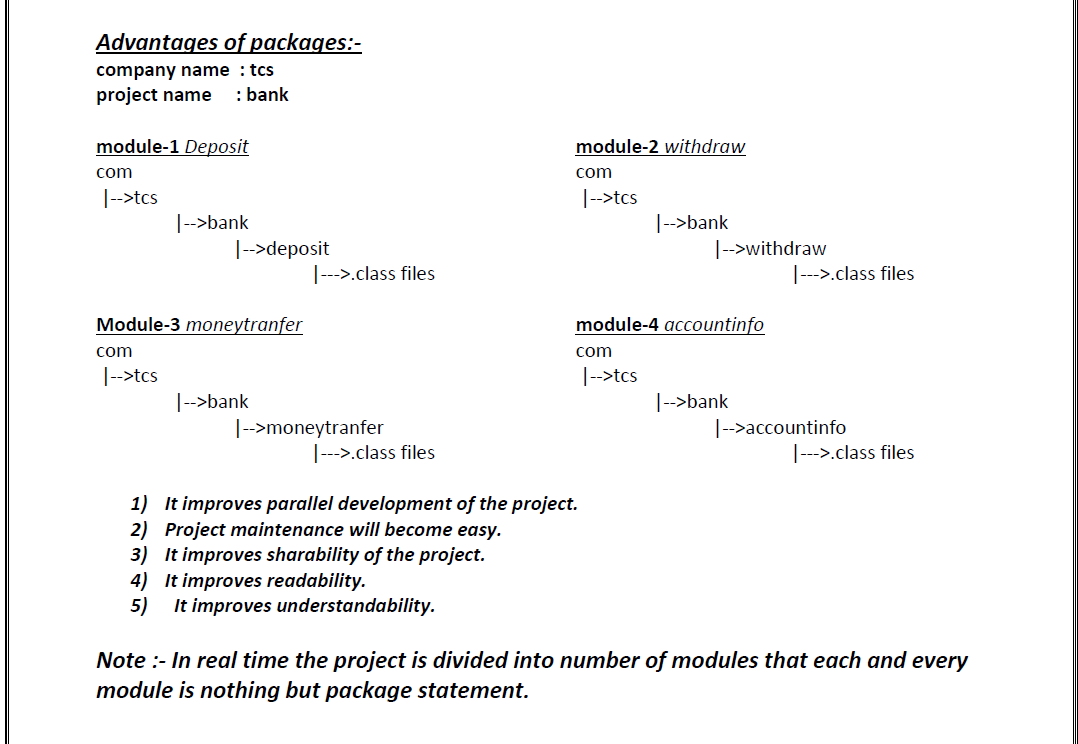 Advantages of packages:-
company name : tcs
project name : bank
module-1 Deposit
com
|-->tcs
|-->bank
|-->deposit
|--->.class files
module-2 withdraw
com
|-->tcs
|-->bank
|-->withdraw
|--->.class files
Module-3 moneytranfer
com
|-->tcs
|-->bank
|-->moneytranfer
|--->.class files
module-4 accountinfo
com
|-->tcs
|-->bank
|-->accountinfo
|--->.class files
1) It improves parallel development of the project.
2) Project maintenance will become easy.
3) It improves sharability of the project.
4) It improves readability.
5) It improves understandability.
Note :- In real time the project is divided into number of modules that each and every
module is nothing but package statement.